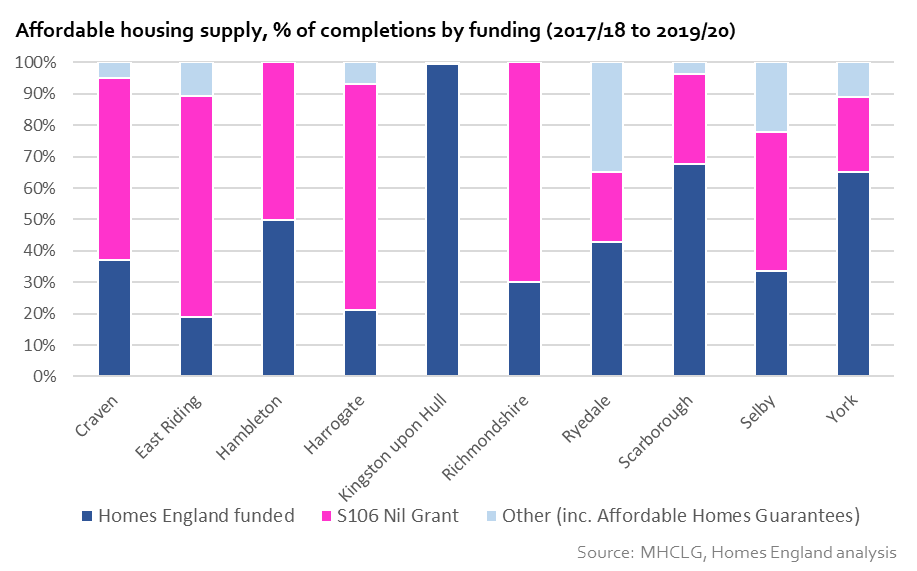 Affordable housing supply, % of completions by funding (2017/18 to 2019/20)
100%
90%
80%
70%
60%
50%
40%
30%
20%
10%
0%
Craven
East Riding
Hambleton
Harrogate
Kingston upon Hull
Richmondshire
Ryedale
Scarborough
Selby
York
Homes England funded
S106 Nil Grant
Other (inc. Affordable Homes Guarantees)
Source: MHCLG, Homes England analysis